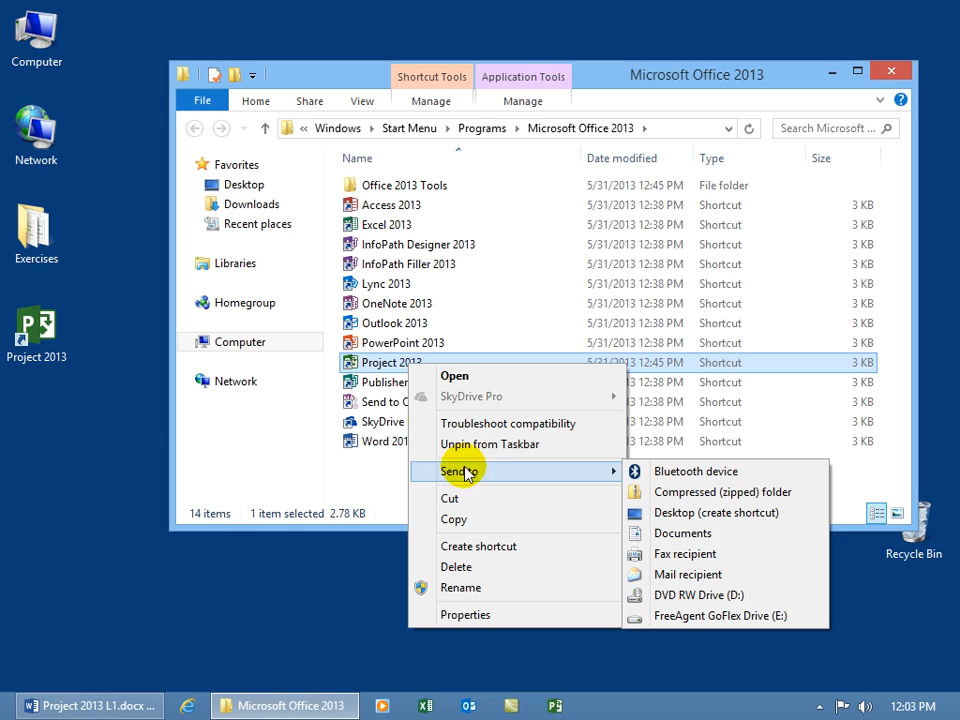 Computer
Network
Exercises
Project 2013
Recycle Bin
Shortcut Tools Application Tools Microsoft Office 2013
File Home Share View Manage Manage
« Windows Start Menu Programs Microsoft Office 2013 Search Microsoft ...
Favorites
Desktop
Downloads
Recent places
Libraries
Homegroup
Computer
Network
Name Date modified Type Size
Office 2013 Tools 5/31/2013 12:45 PM File folder
Access 2013 5/31/2013 12:38 PM Shortcut 3 KB
Excel 2013 5/31/2013 12:38 PM Shortcut 3 KB
InfoPath Designer 2013 5/31/2013 12:38 PM Shortcut 3 KB
InfoPath Filler 2013 5/31/2013 12:38 PM Shortcut 3 KB
Lync 2013 5/31/2013 12:38 PM Shortcut 3 KB
OneNote 2013 5/31/2013 12:38 PM Shortcut 3 KB
Outlook 2013 5/31/2013 12:38 PM Shortcut 3 KB
PowerPoint 2013 5/31/2013 12:38 PM Shortcut 3 KB
Project 2013 5/31/2013 12:45 PM Shortcut 3 KB
Publisher 12:38 PM Shortcut 3 KB
Send to O 12:38 PM Shortcut 3 KB
SkyDrive 12:38 PM Shortcut 3 KB
Word 201 12:38 PM Shortcut 3 KB
14 items 1 item selected 2.78 KB
Open
SkyDrive Pro
Troubleshoot compatibility
Unpin from Taskbar
Send to
Cut
Copy
Create shortcut
Delete
Rename
Properties
Bluetooth device
Compressed (zipped) folder
Desktop (create shortcut)
Documents
Fax recipient
Mail recipient
DVD RW Drive (D:)
FreeAgent GoFlex Drive (E:)
Project 2013 L1.docx ... Microsoft Office 2013 12:03 PM